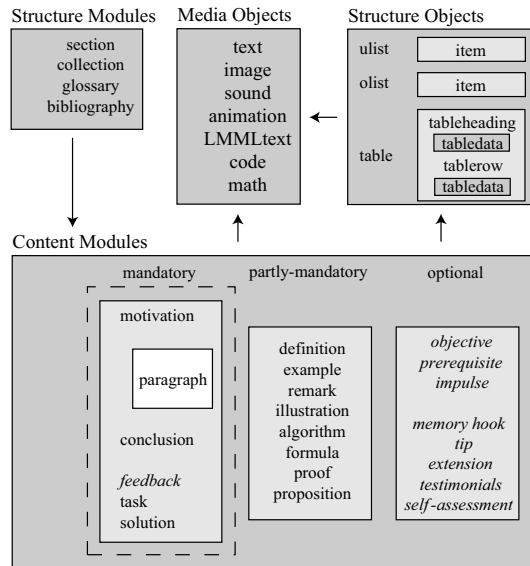 Structure Modules
section
collection
glossary
bibliography
Media Objects
text
image
sound
animation
LMMLtext
code
math
Structure Objects
ulist
item
olist
item
table
tableheading
tabledata
tablerow
tabledata
Content Modules
mandatory
motivation
paragraph
conclusion
feedback
task
solution
partly-mandatory
definition
example
remark
illustration
algorithm
formula
proof
proposition
optional
objective
prerequisite
impulse
memory hook
tip
extension
testimonials
self-assessment